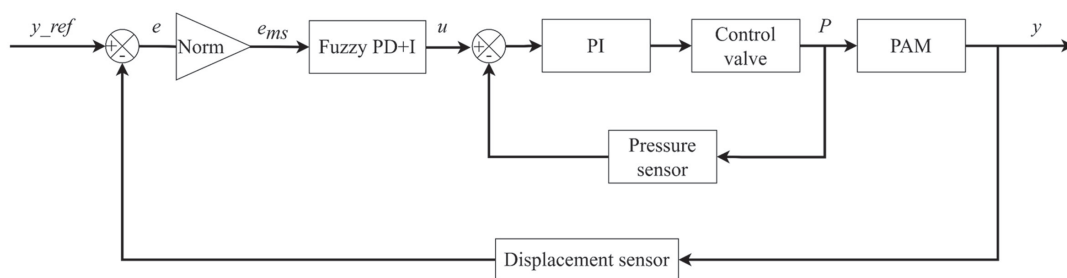 y_ref
+
-
e
Norm
e_ms
Fuzzy PD+I
u
+
-
PI
Control
valve
P
PAM
y
Pressure
sensor
Displacement sensor